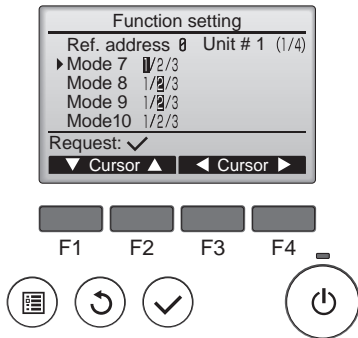 Function setting
Ref. address 0 Unit # 1 (1/4)
Mode 7 1/2/3
Mode 8 1/2/3
Mode 9 1/2/3
Mode10 1/2/3
Request: ✓
▼ Cursor ▲ ◀ Cursor ▶
F1 F2 F3 F4